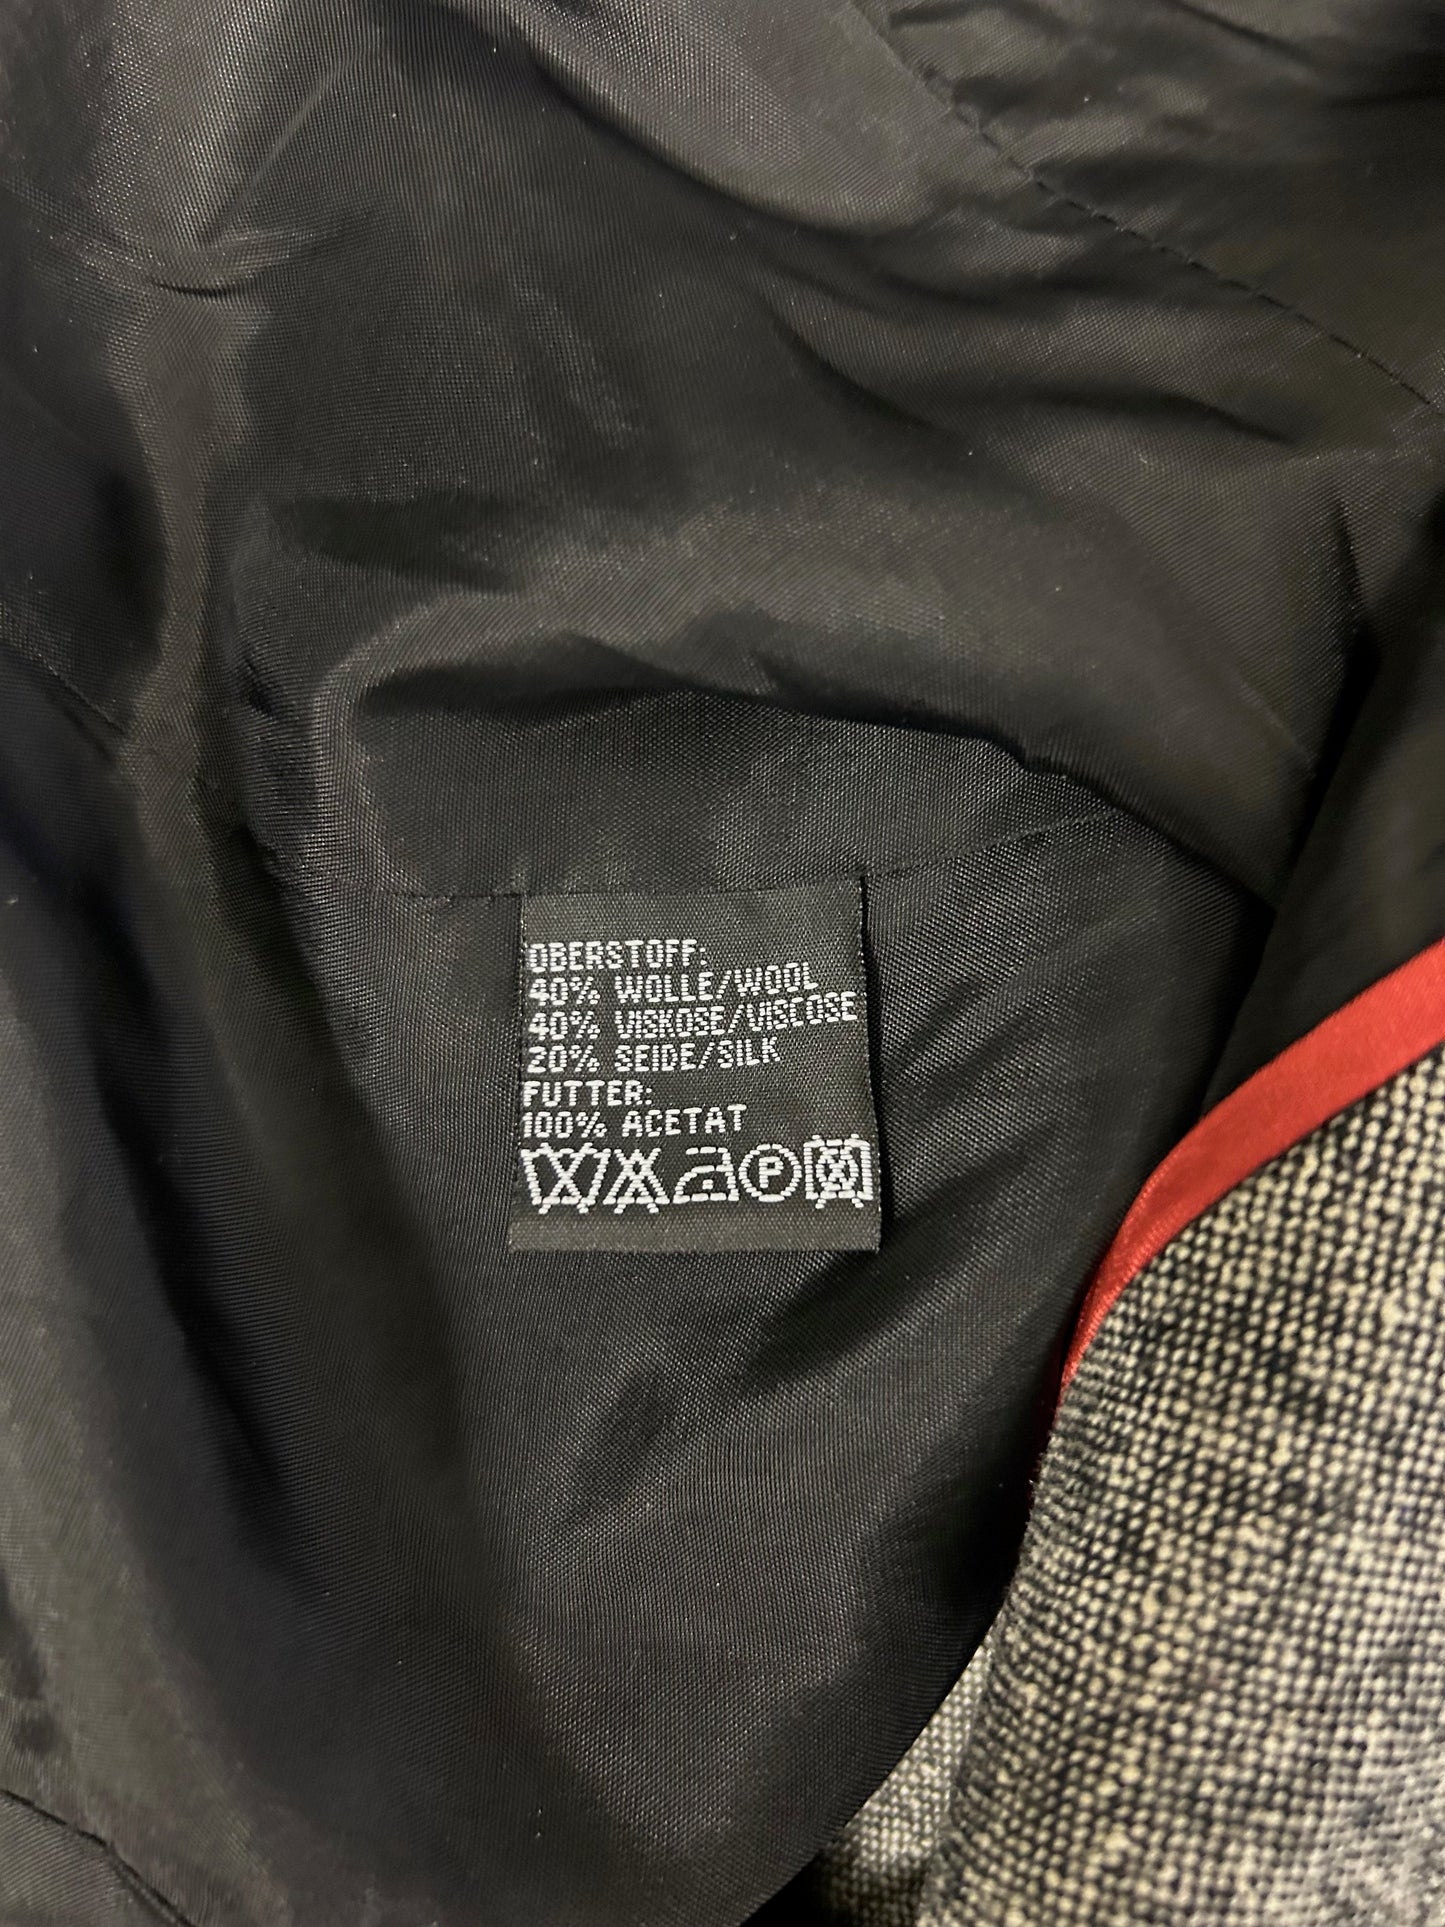 OBERSTOFF:
40% WOLLE/WOOL
40% VISKOSE/VISCOSE
20% SEIDE/SILK
FUTTER:
100% ACETAT
P